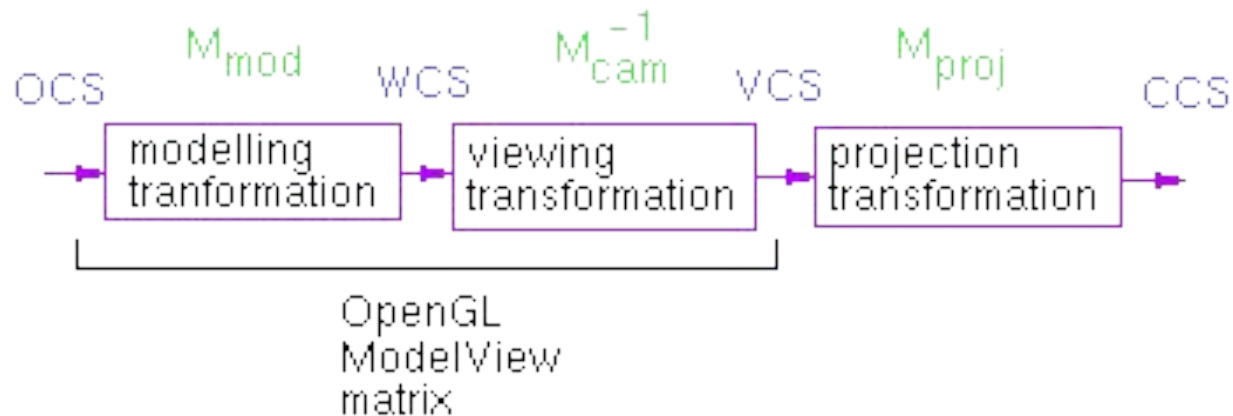 M_mod
M_cam^-1
M_proj
OCS
WCS
VCS
CCS
modelling
tranformation
viewing
transformation
projection
transformation
OpenGL
ModelView
matrix